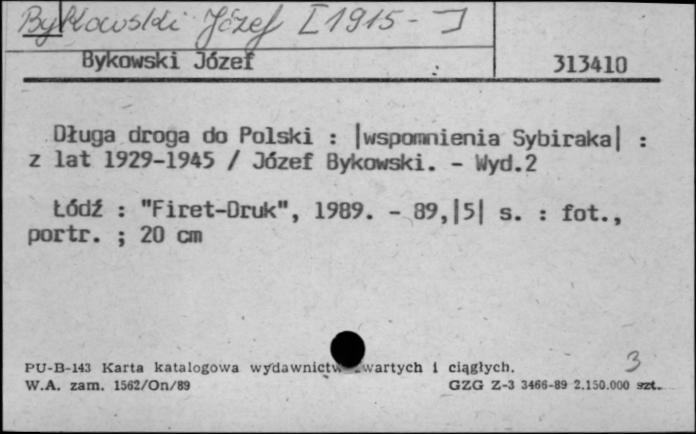 Bykowski Józef [1915- ]
Bykowski Józef 313410
Długa droga do Polski : |wspomnienia Sybiraka| :
z lat 1929-1945 / Józef Bykowski. - Wyd.2
Łódź : "Firet-Druk", 1989. - 89,|5| s. : fot.,
portr. ; 20 cm
3
PU-B-143 Karta katalogowa wydawnictw zwartych i ciągłych.
W.A. zam. 1562/On/89 GZG Z-3 3466-89 2.150.000 szt.